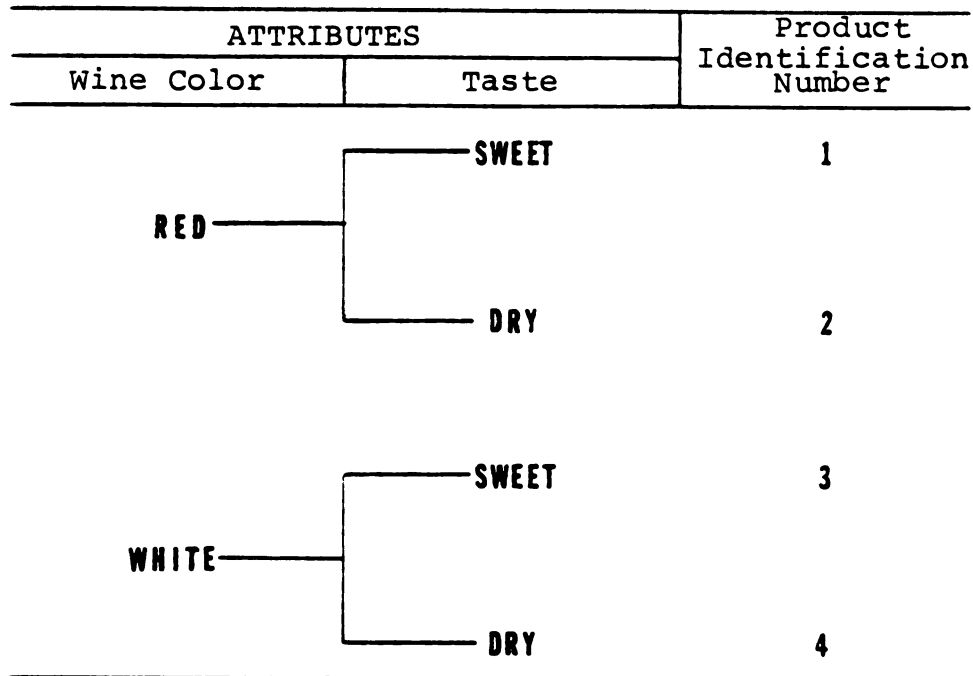 ATTRIBUTES
Product
Identification
Number
Wine Color Taste
SWEET 1
RED
DRY 2
SWEET 3
WHITE
DRY 4